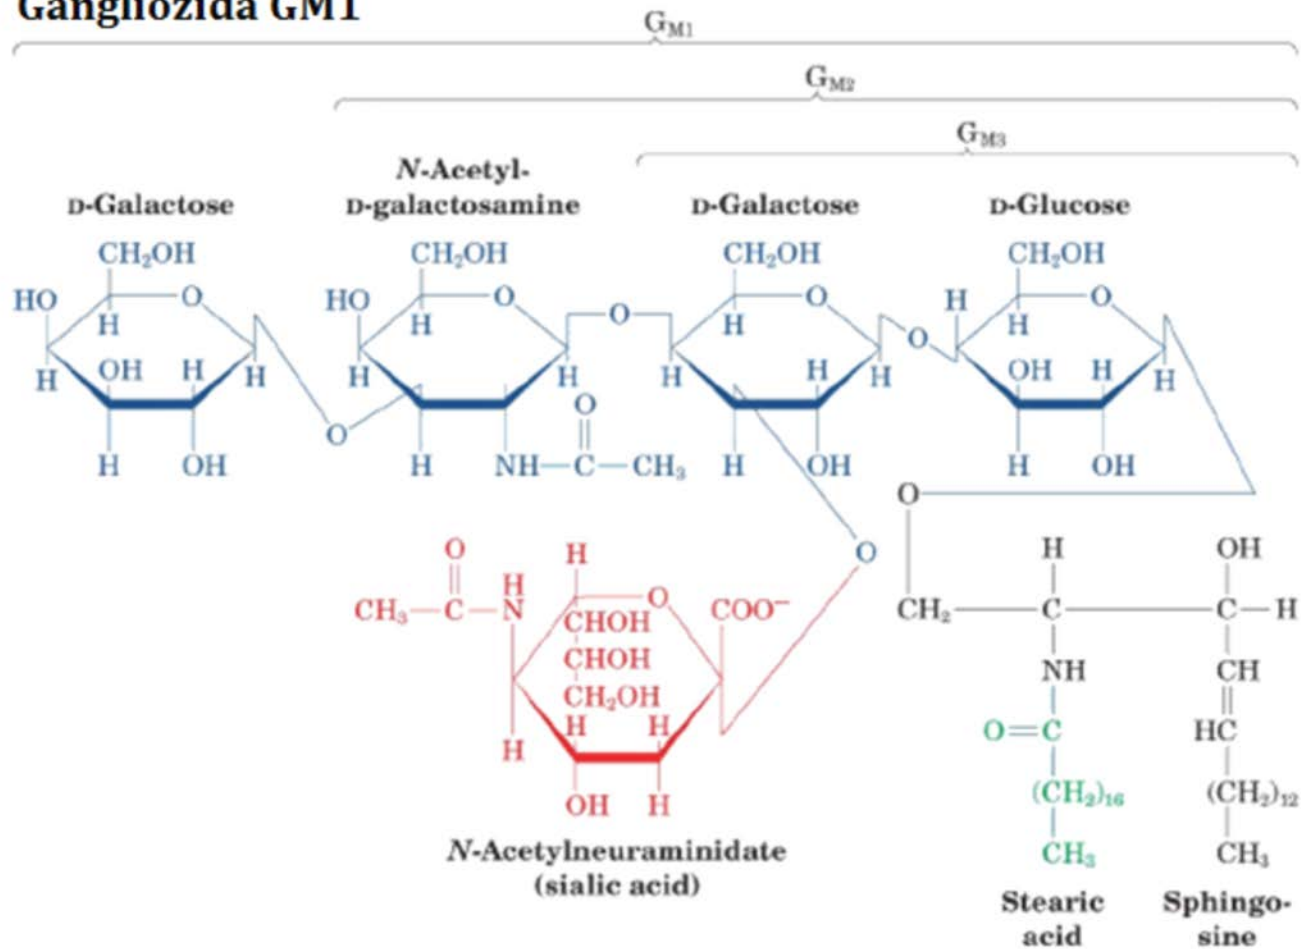 Gangliozida GM1
GM1
GM2
GM3
N-Acetyl-
D-Galactose D-galactosamine D-Galactose D-Glucose
CH2OH CH2OH CH2OH CH2OH
HO O HO O O H O
O
H H H H
O
OH H H H OH H
H H H H H H H
O
O
H OH H NH—C—CH3 H OH H OH
O
O H O H OH
H
CH3—C—N O COO− CH2 C C—H
CHOH
CHOH NH CH
CH2OH
H H O=C HC
H
OH H (CH2)16 (CH2)12
N-Acetylneuraminidate CH3 CH3
(sialic acid)
Stearic Sphingo-
acid sine